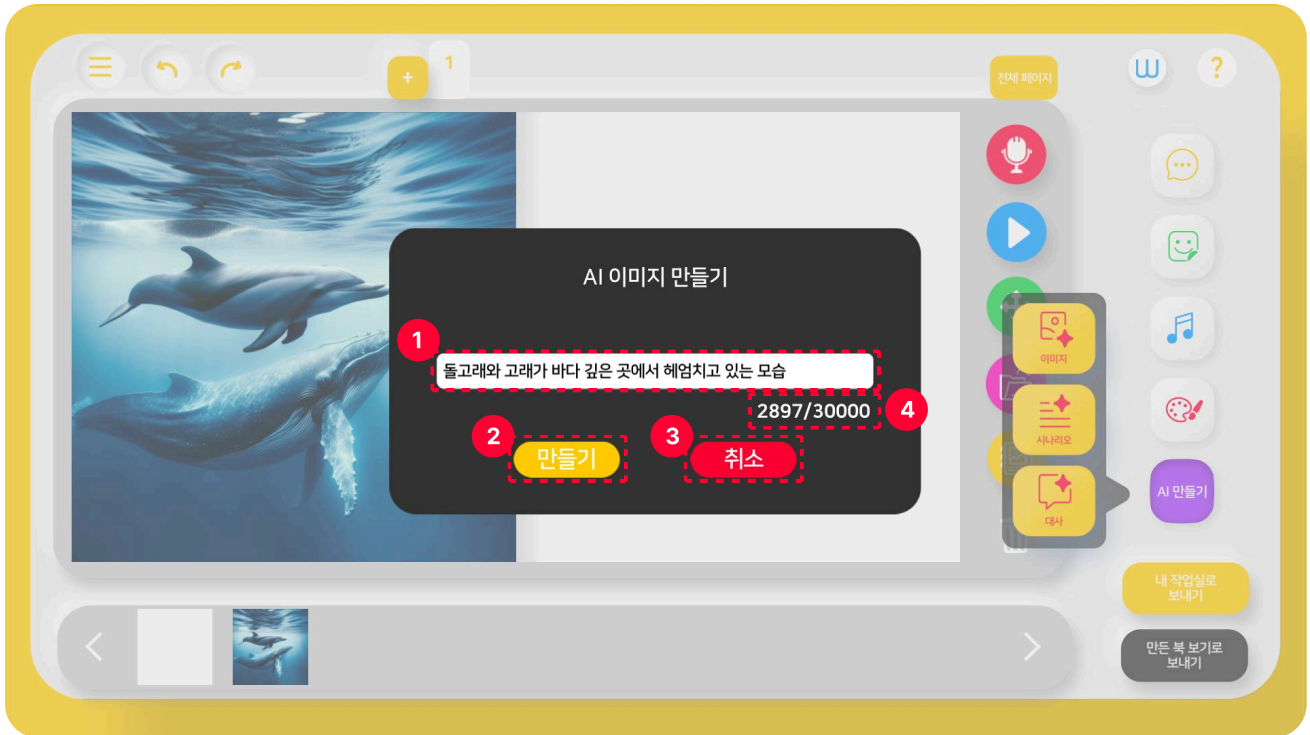 +
1
전체 페이지
W
?
AI 이미지 만들기
1
돌고래와 고래가 바다 깊은 곳에서 헤엄치고 있는 모습
2897/30000
4
2
만들기
3
취소
이미지
시나리오
대사
AI 만들기
내 작업실로
보내기
만든 북 보기로
보내기